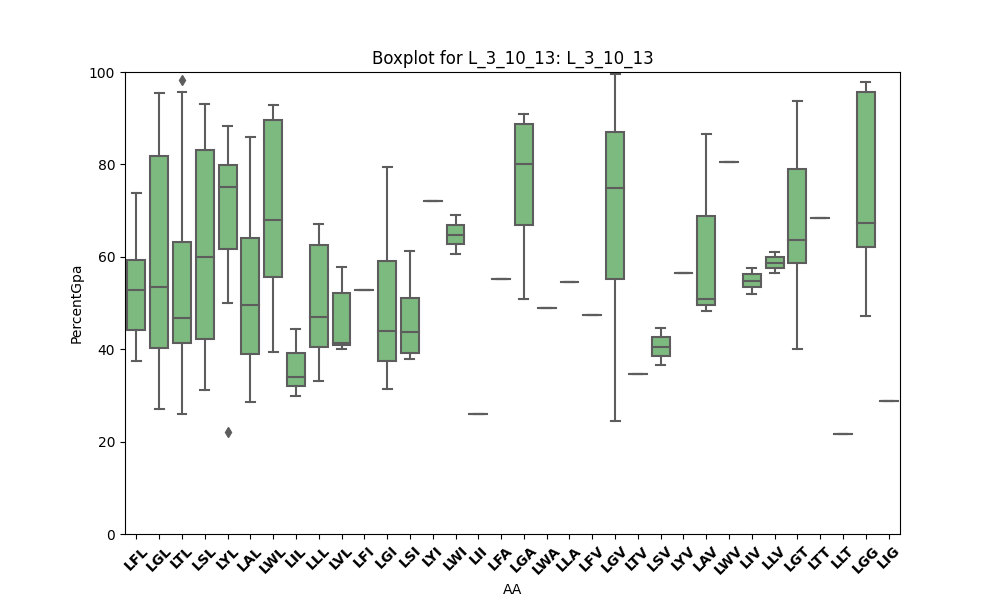 Boxplot for L_3_10_13: L_3_10_13
PercentGpa
100
80
60
40
20
0
LFL LGL LTL LSL LYL LAL LWL LIL LLL LVL LFI LGI LSI LYI LWI LII LFA LGA LWA LLA LFV LGV LTV LSV LYV LAV LWV LIV LLV LGT LTT LLT LGG LIG
AA